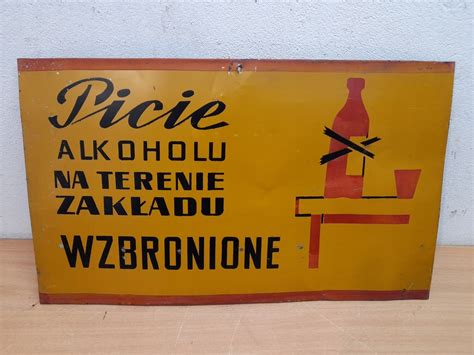 Picie
ALKOHOLU
NA TERENIE
ZAKŁADU
WZBRONIONE